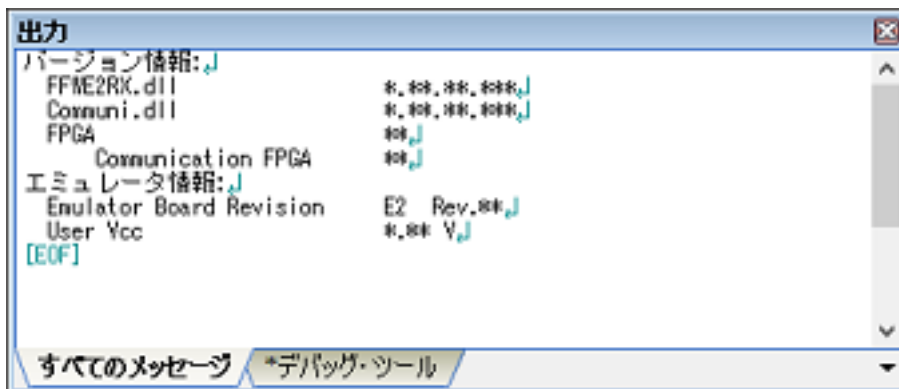 出力
バージョン情報:↲
FFWE2RX.dll *.**.**.***↲
Communi.dll *.**.**.***↲
FPGA **↲
Communication FPGA **↲
エミュレータ情報:↲
Emulator Board Revision E2 Rev.**↲
User Vcc *.** V↲
[EOF]
すべてのメッセージ *デバッグ・ツール